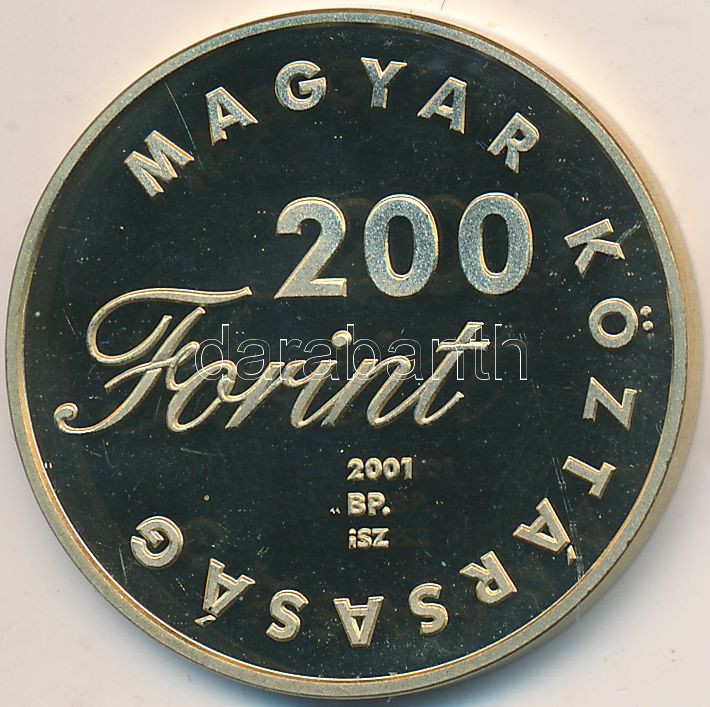 MAGYAR KÖZTÁRSASÁG
200
Forint
2001
BP.
iSZ
darabanth